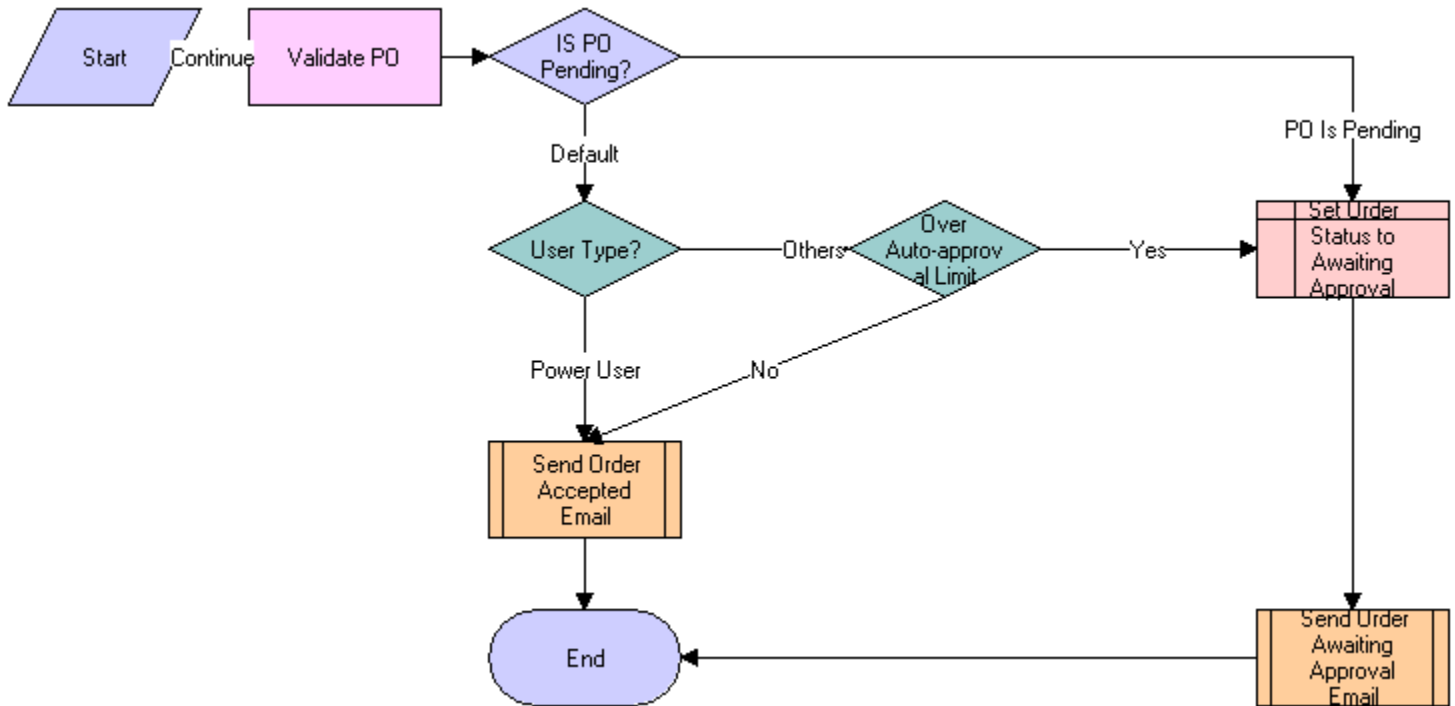 Start
Continue
Validate PO
IS PO
Pending?
PO Is Pending
Default
User Type?
Others
Over
Auto-approv
al Limit
Yes
Set Order
Status to
Awaiting
Approval
Power User
No
Send Order
Accepted
Email
End
Send Order
Awaiting
Approval
Email